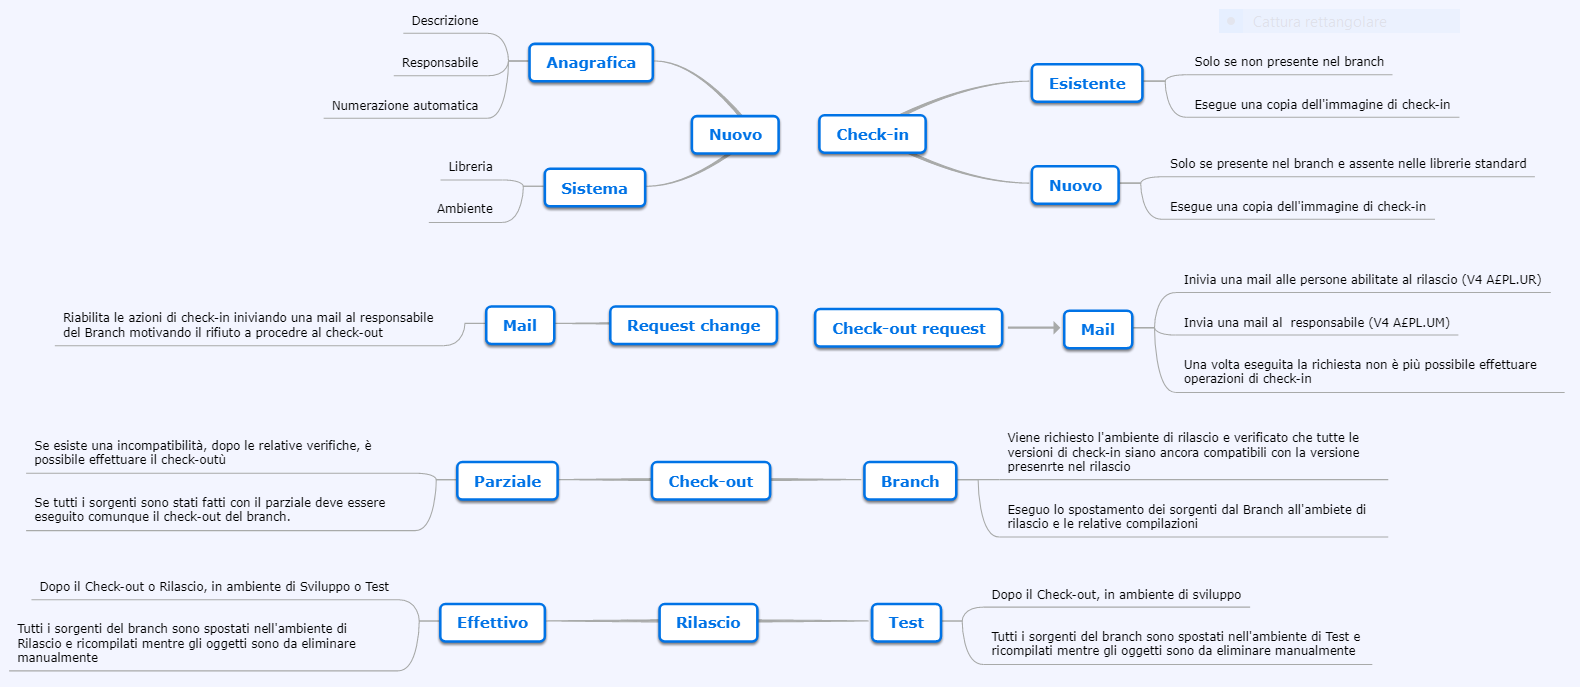 Cattura rettangolare
Descrizione
Responsabile
Numerazione automatica
Anagrafica
Libreria
Ambiente
Sistema
Nuovo
Check-in
Esistente
Solo se non presente nel branch
Esegue una copia dell'immagine di check-in
Nuovo
Solo se presente nel branch e assente nelle librerie standard
Esegue una copia dell'immagine di check-in
Riabilita le azioni di check-in iniviando una mail al responsabile
del Branch motivando il rifiuto a procedre al check-out
Mail
Request change
Check-out request
Mail
Inivia una mail alle persone abilitate al rilascio (V4 A£PL.UR)
Invia una mail al  responsabile (V4 A£PL.UM)
Una volta eseguita la richiesta non è più possibile effettuare
operazioni di check-in
Se esiste una incompatibilità, dopo le relative verifiche, è
possibile effettuare il check-outù
Se tutti i sorgenti sono stati fatti con il parziale deve essere
eseguito comunque il check-out del branch.
Parziale
Check-out
Branch
Viene richiesto l'ambiente di rilascio e verificato che tutte le
versioni di check-in siano ancora compatibili con la versione
presenrte nel rilascio
Eseguo lo spostamento dei sorgenti dal Branch all'ambiete di
rilascio e le relative compilazioni
Dopo il Check-out o Rilascio, in ambiente di Sviluppo o Test
Tutti i sorgenti del branch sono spostati nell'ambiente di
Rilascio e ricompilati mentre gli oggetti sono da eliminare
manualmente
Effettivo
Rilascio
Test
Dopo il Check-out, in ambiente di sviluppo
Tutti i sorgenti del branch sono spostati nell'ambiente di Test e
ricompilati mentre gli oggetti sono da eliminare manualmente